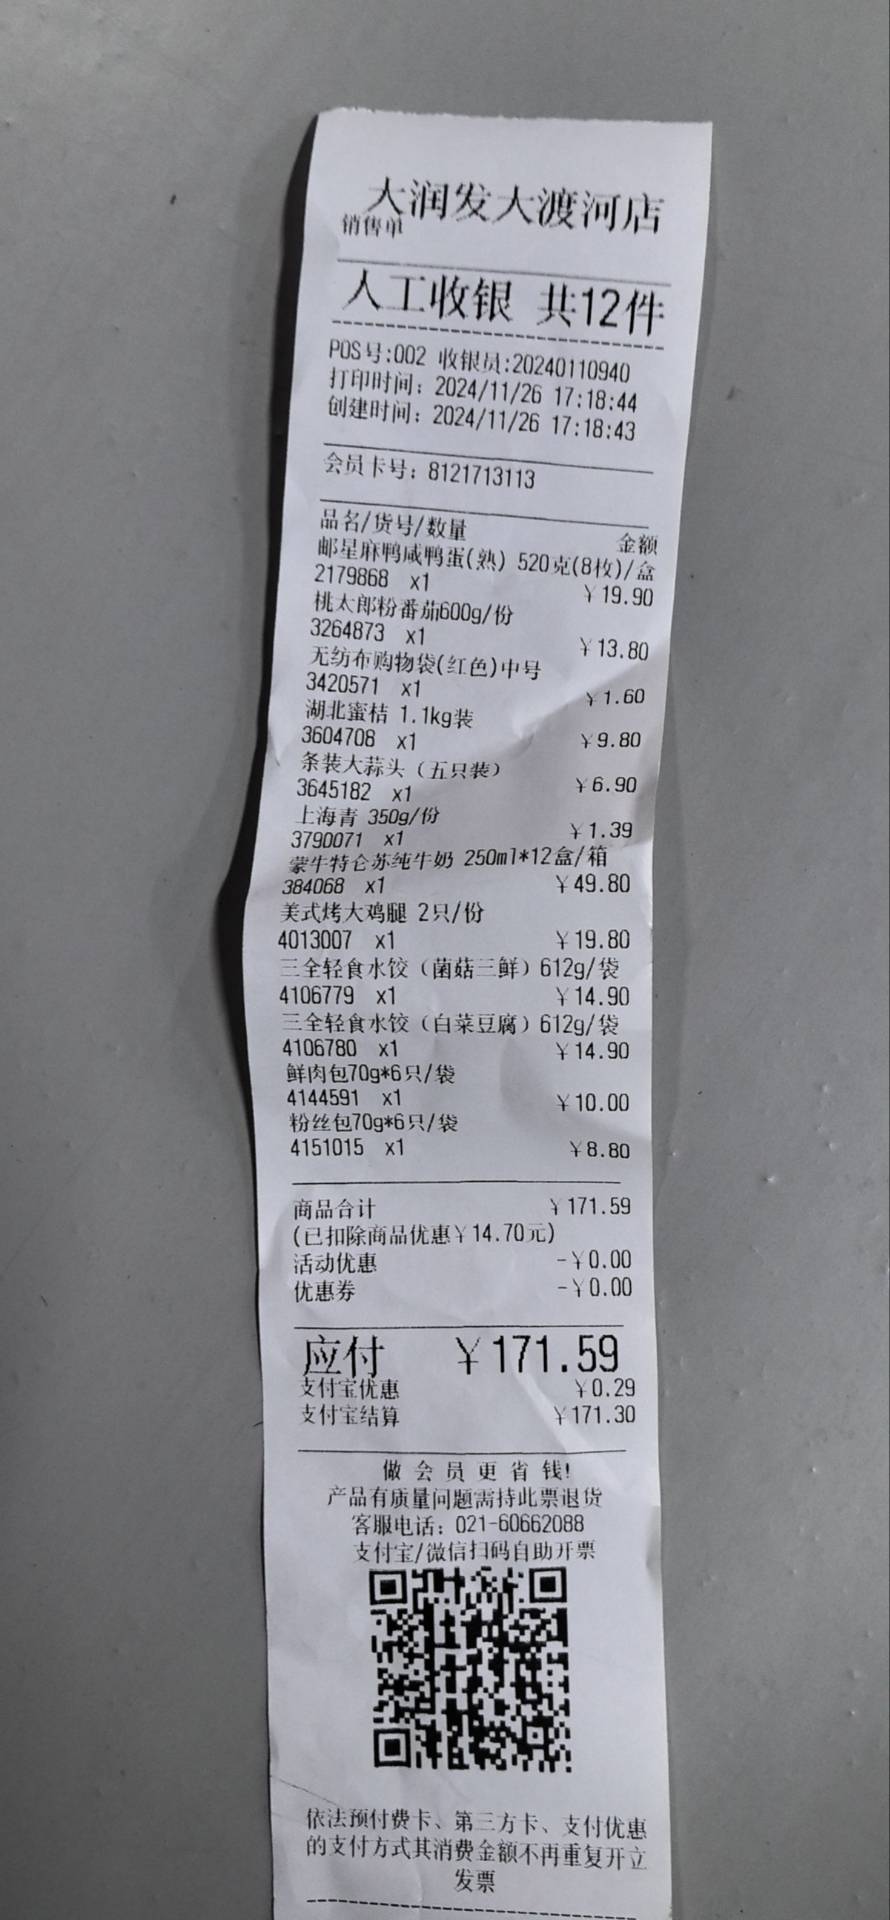 大润发大渡河店
销售单
人工收银 共12件
POS号:002 收银员:20240110940
打印时间: 2024/11/26 17:18:44
创建时间: 2024/11/26 17:18:43
会员卡号: 8121713113
品名/货号/数量 金额
邮星麻鸭咸鸭蛋(熟) 520克(8枚)/盒
2179868 x1 ¥19.90
桃太郎粉番茄600g/份
3264873 x1 ¥13.80
无纺布购物袋(红色)中号
3420571 x1 ¥1.60
湖北蜜桔 1.1kg装
3604708 x1 ¥9.80
条装大蒜头（五只装）
3645182 x1 ¥6.90
上海青 350g/份
3790071 x1 ¥1.39
蒙牛特仑苏纯牛奶 250ml*12盒/箱
384068 x1 ¥49.80
美式烤大鸡腿 2只/份
4013007 x1 ¥19.80
三全轻食水饺（菌菇三鲜）612g/袋
4106779 x1 ¥14.90
三全轻食水饺（白菜豆腐）612g/袋
4106780 x1 ¥14.90
鲜肉包70g*6只/袋
4144591 x1 ¥10.00
粉丝包70g*6只/袋
4151015 x1 ¥8.80
商品合计 ¥171.59
(已扣除商品优惠¥14.70元)
活动优惠 -¥0.00
优惠券 -¥0.00
应付 ¥171.59
支付宝优惠 ¥0.29
支付宝结算 ¥171.30
做会员更省钱!
产品有质量问题需持此票退货
客服电话: 021-60662088
支付宝/微信扫码自助开票
依法预付费卡、第三方卡、支付优惠
的支付方式其消费金额不再重复开立
发票